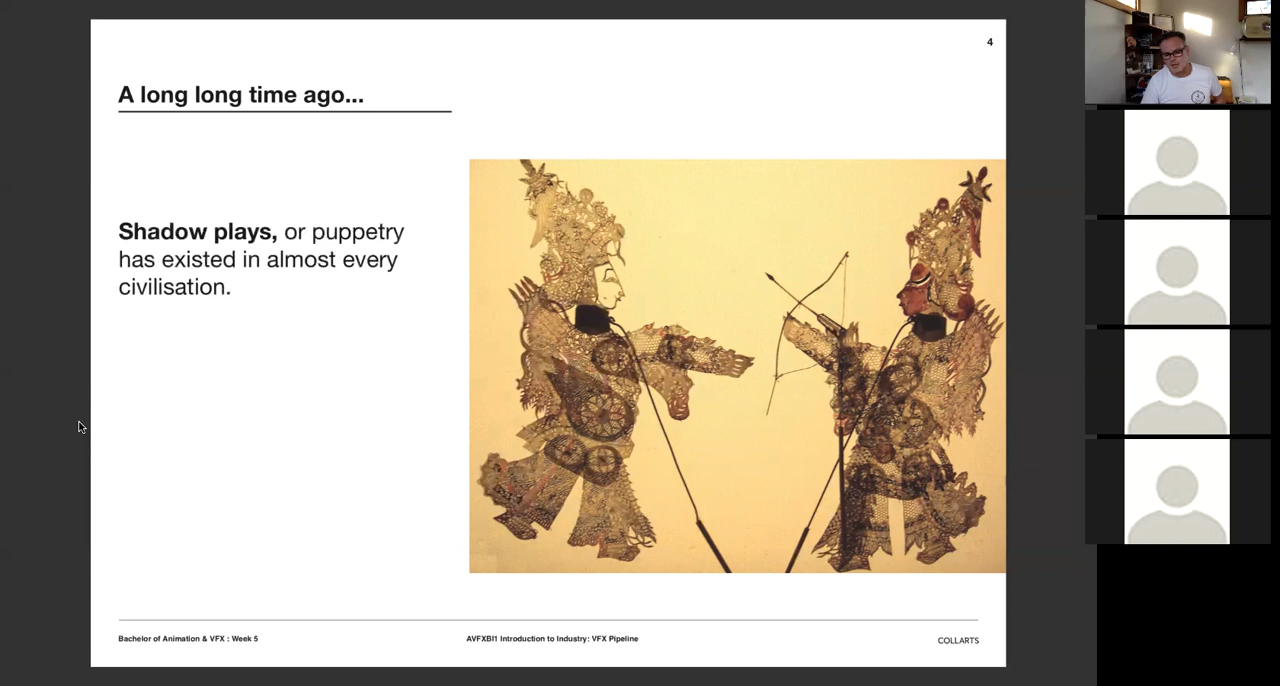 4
A long long time ago...
Shadow plays, or puppetry
has existed in almost every
civilisation.
Bachelor of Animation & VFX : Week 5
AVFXBI1 Introduction to Industry: VFX Pipeline
COLLARTS